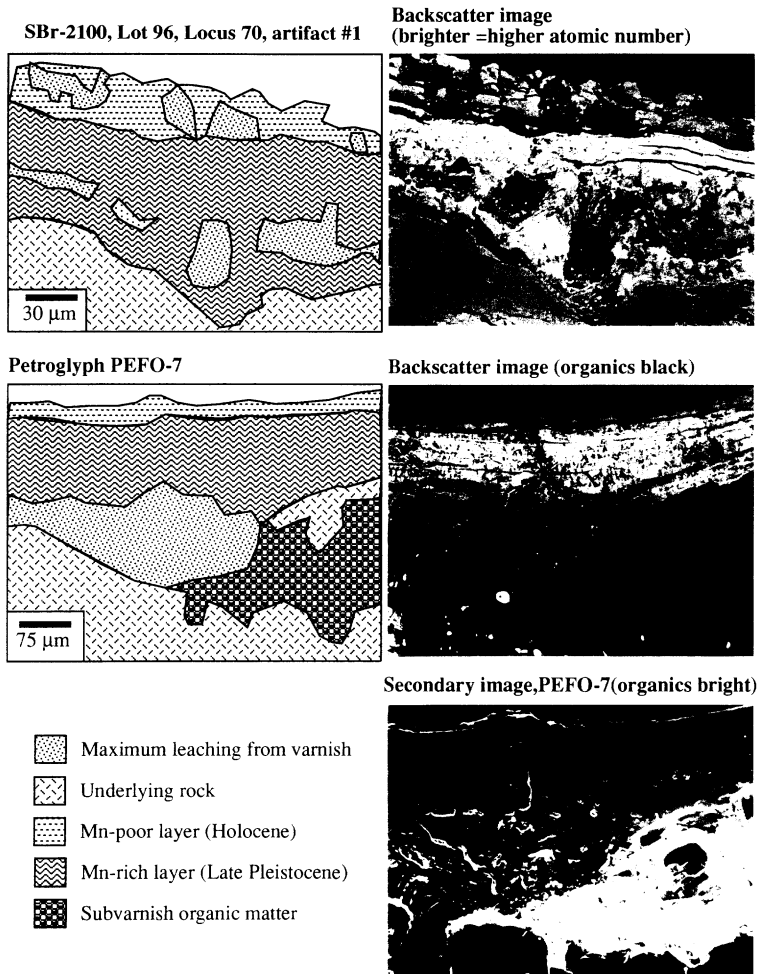 SBr-2100, Lot 96, Locus 70, artifact #1
Backscatter image
(brighter =higher atomic number)
30 µm
Petroglyph PEFO-7
Backscatter image (organics black)
75 µm
Secondary image,PEFO-7(organics bright)
Maximum leaching from varnish
Underlying rock
Mn-poor layer (Holocene)
Mn-rich layer (Late Pleistocene)
Subvarnish organic matter